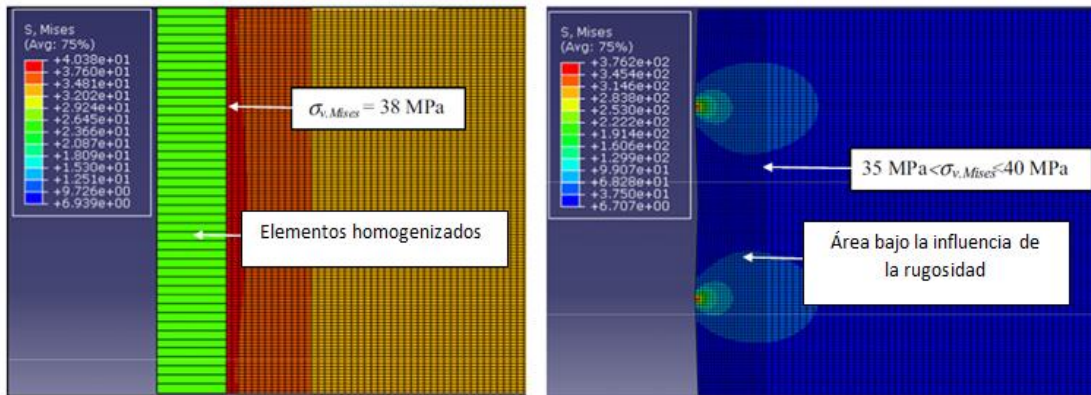 S, Mises
(Avg: 75%)
+4.038e+01
+3.760e+01
+3.481e+01
+3.202e+01
+2.924e+01
+2.645e+01
+2.366e+01
+2.087e+01
+1.809e+01
+1.530e+01
+1.251e+01
+9.726e+00
+6.939e+00
σv.Mises = 38 MPa
Elementos homogenizados
S, Mises
(Avg: 75%)
+3.762e+02
+3.454e+02
+3.146e+02
+2.838e+02
+2.530e+02
+2.222e+02
+1.914e+02
+1.606e+02
+1.299e+02
+9.907e+01
+6.828e+01
+3.750e+01
+6.707e+00
35 MPa<σv.Mises<40 MPa
Área bajo la influencia de
la rugosidad